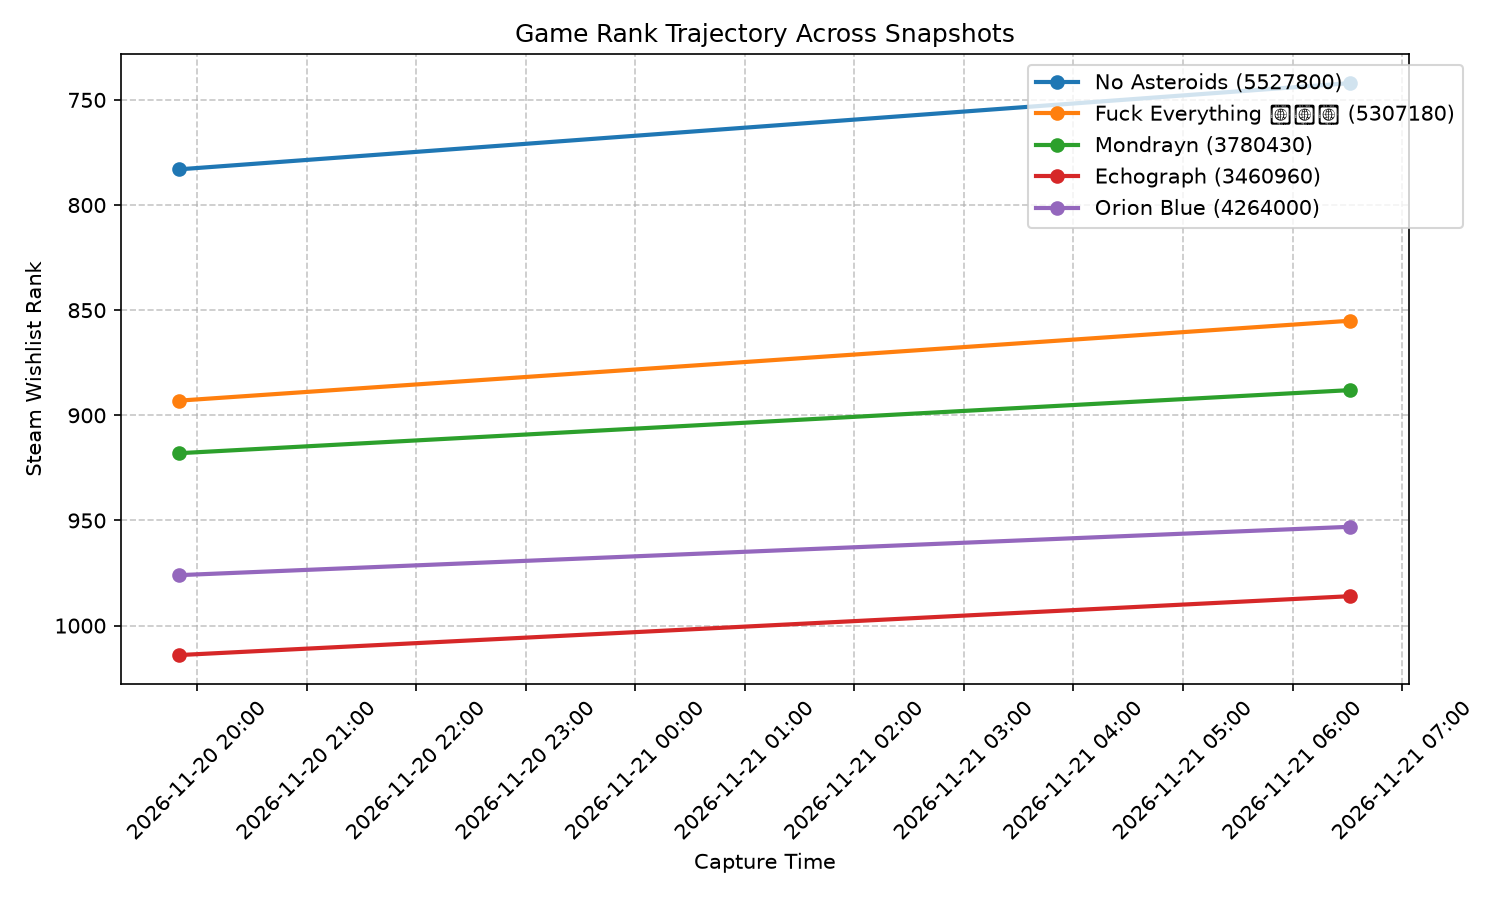 Game Rank Trajectory Across Snapshots
No Asteroids (5527800)
Fuck Everything (5307180)
Mondrayn (3780430)
Echograph (3460960)
Orion Blue (4264000)
Steam Wishlist Rank
750
800
850
900
950
1000
2026-11-20 20:00
2026-11-20 21:00
2026-11-20 22:00
2026-11-20 23:00
2026-11-21 00:00
2026-11-21 01:00
2026-11-21 02:00
2026-11-21 03:00
2026-11-21 04:00
2026-11-21 05:00
2026-11-21 06:00
2026-11-21 07:00
Capture Time